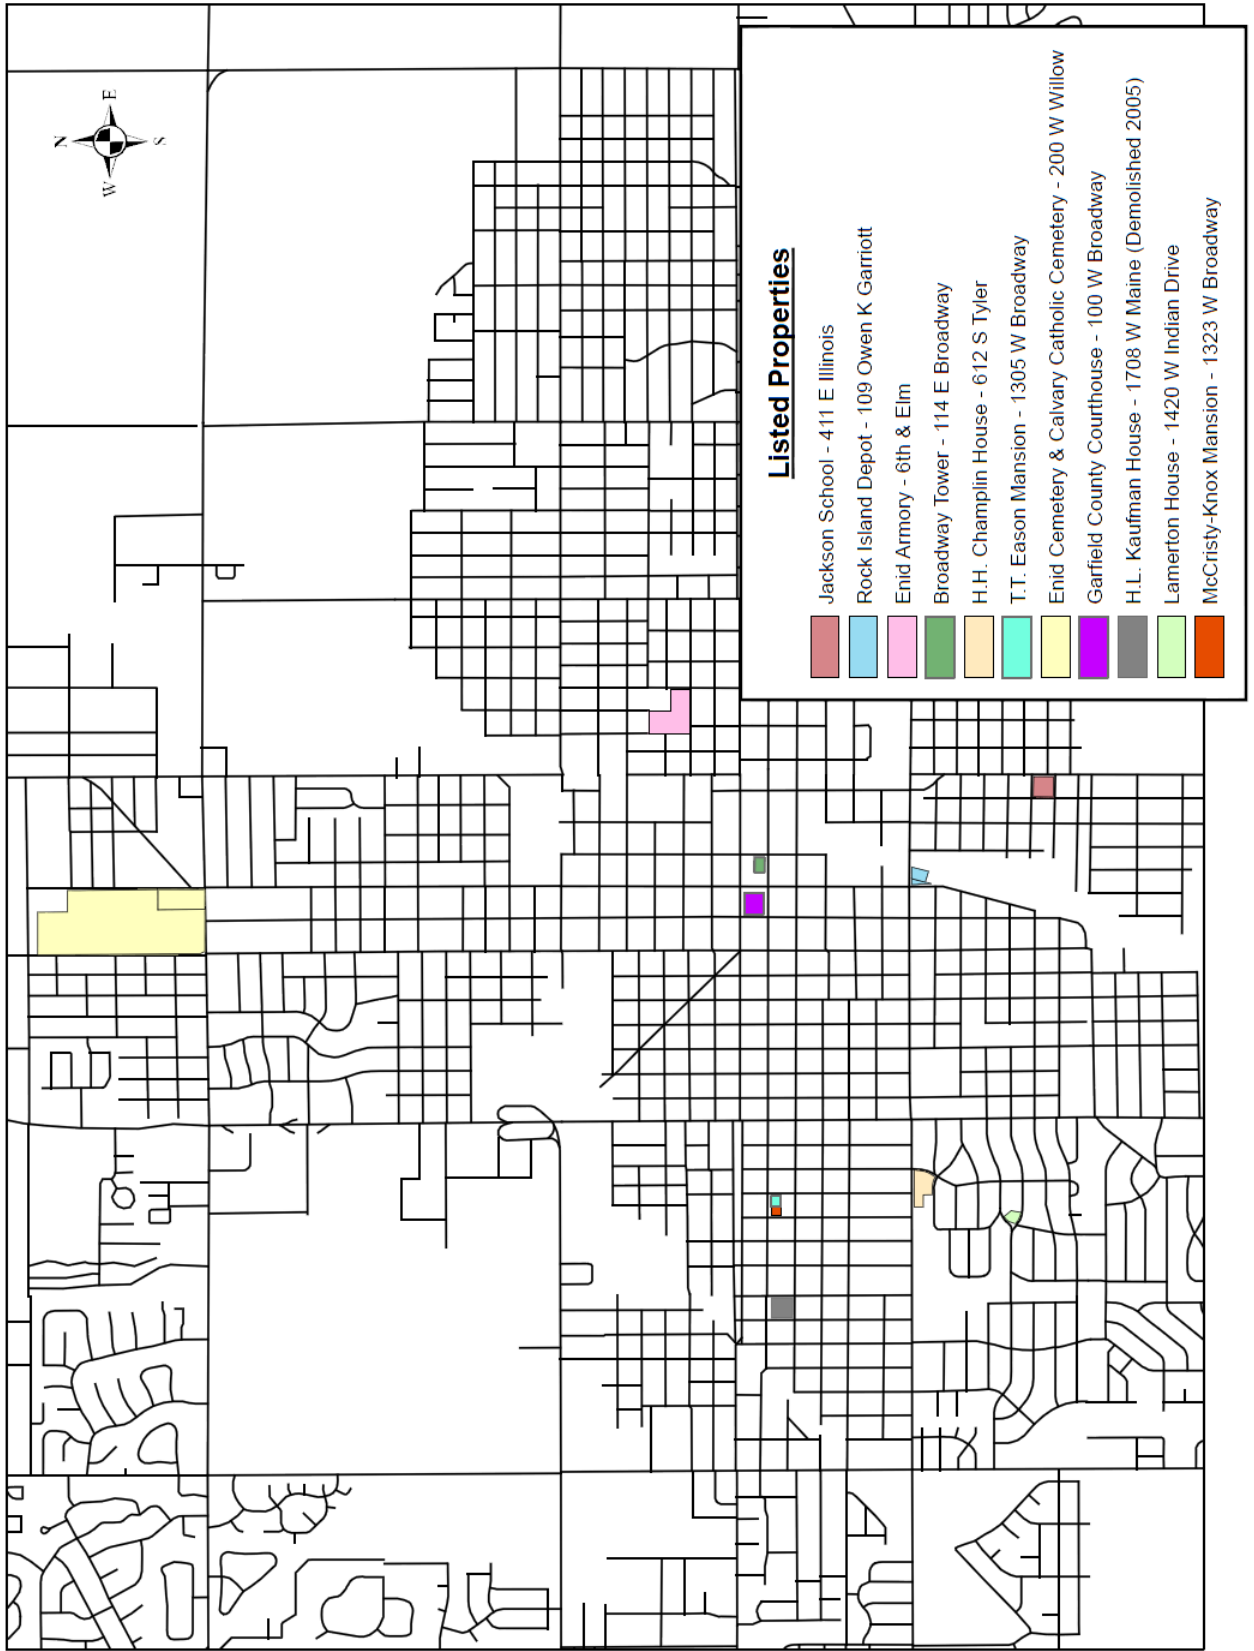 N
E
S
W
Listed Properties
Jackson School - 411 E Illinois
Rock Island Depot - 109 Owen K Garriott
Enid Armory - 6th & Elm
Broadway Tower - 114 E Broadway
H.H. Champlin House - 612 S Tyler
T.T. Eason Mansion - 1305 W Broadway
Enid Cemetery & Calvary Catholic Cemetery - 200 W Willow
Garfield County Courthouse - 100 W Broadway
H.L. Kaufman House - 1708 W Maine (Demolished 2005)
Lamerton House - 1420 W Indian Drive
McCristy-Knox Mansion - 1323 W Broadway